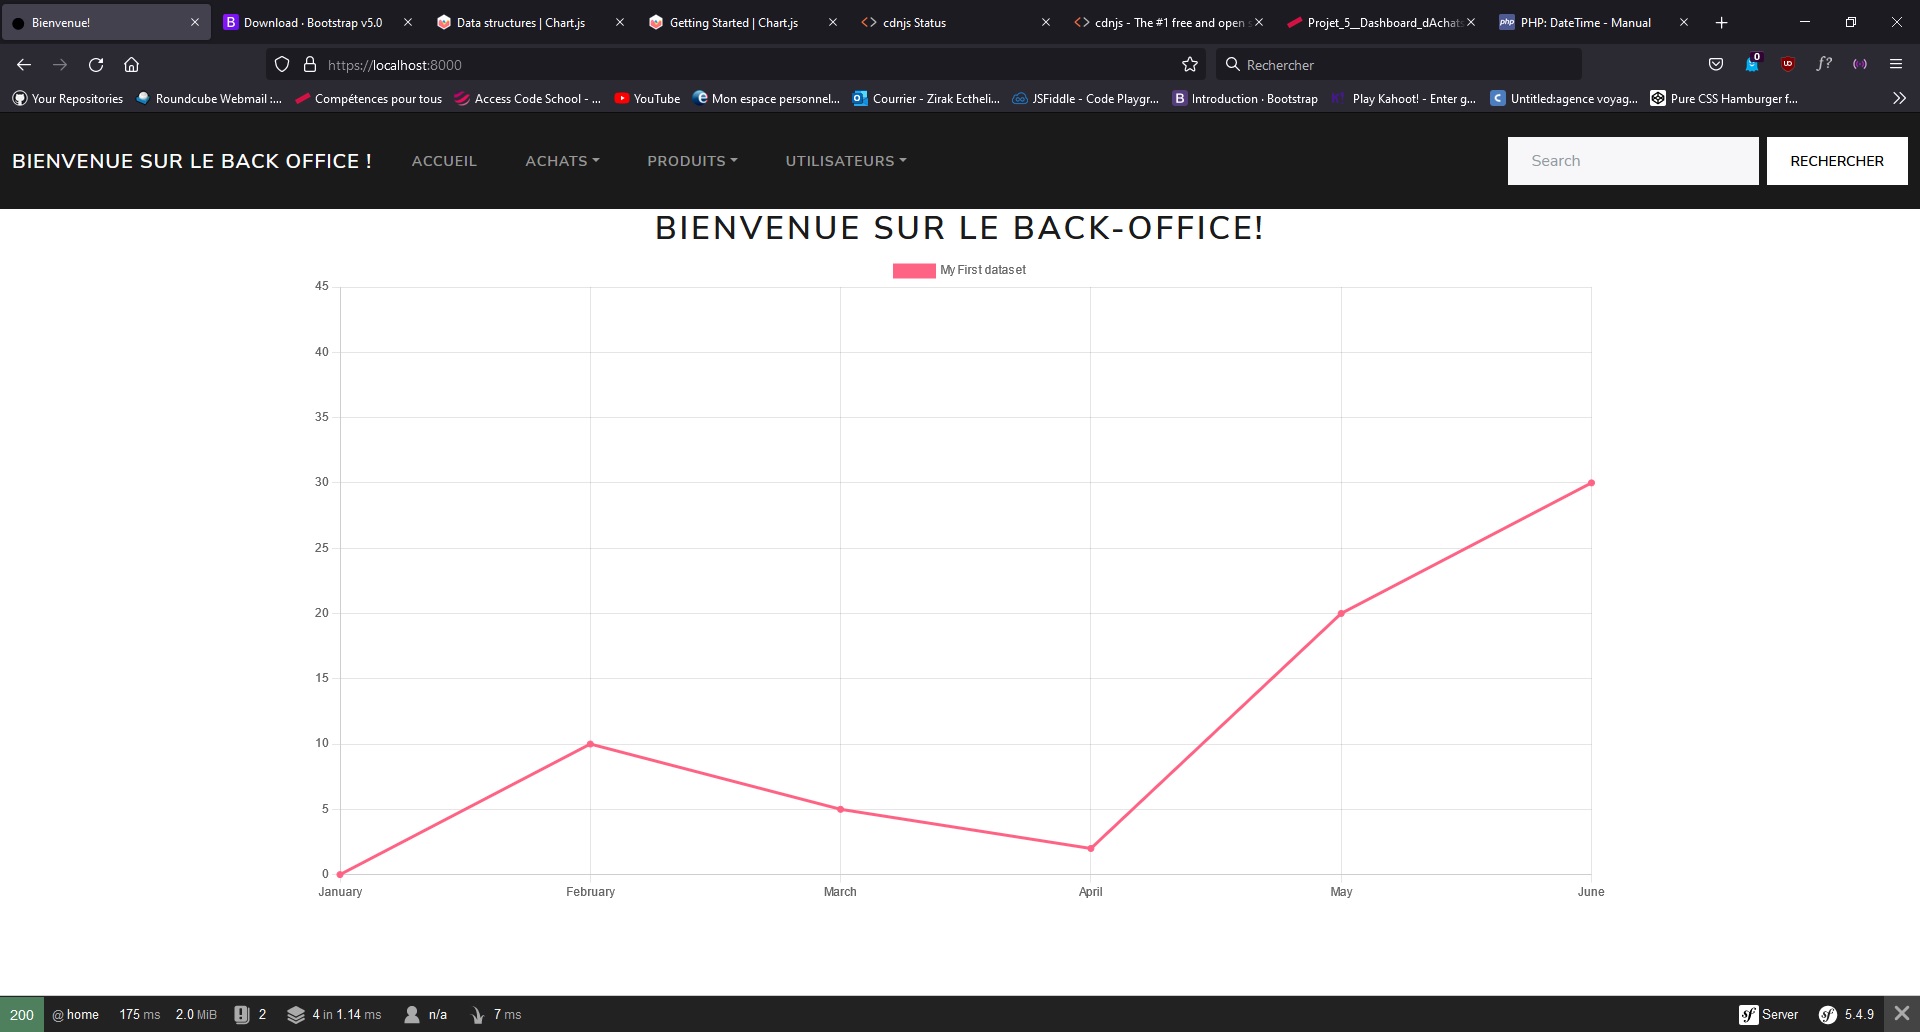 Bienvenue!
Download · Bootstrap v5.0
Data structures | Chart.js
Getting Started | Chart.js
cdnjs Status
cdnjs - The #1 free and open s
Projet_5__Dashboard_dAchats
php PHP: DateTime - Manual
https://localhost:8000
Rechercher
0
Your Repositories
Roundcube Webmail :...
Compétences pour tous
Access Code School - ...
YouTube
Mon espace personnel...
Courrier - Zirak Ectheli...
JSFiddle - Code Playgr...
Introduction · Bootstrap
Play Kahoot! - Enter g...
Untitled:agence voyag...
Pure CSS Hamburger f...
BIENVENUE SUR LE BACK OFFICE !
ACCUEIL
ACHATS
PRODUITS
UTILISATEURS
Search
RECHERCHER
BIENVENUE SUR LE BACK-OFFICE!
My First dataset
45
40
35
30
25
20
15
10
5
0
January
February
March
April
May
June
200
@ home
175 ms
2.0 MiB
2
4 in 1.14 ms
n/a
7 ms
sf Server
sf 5.4.9